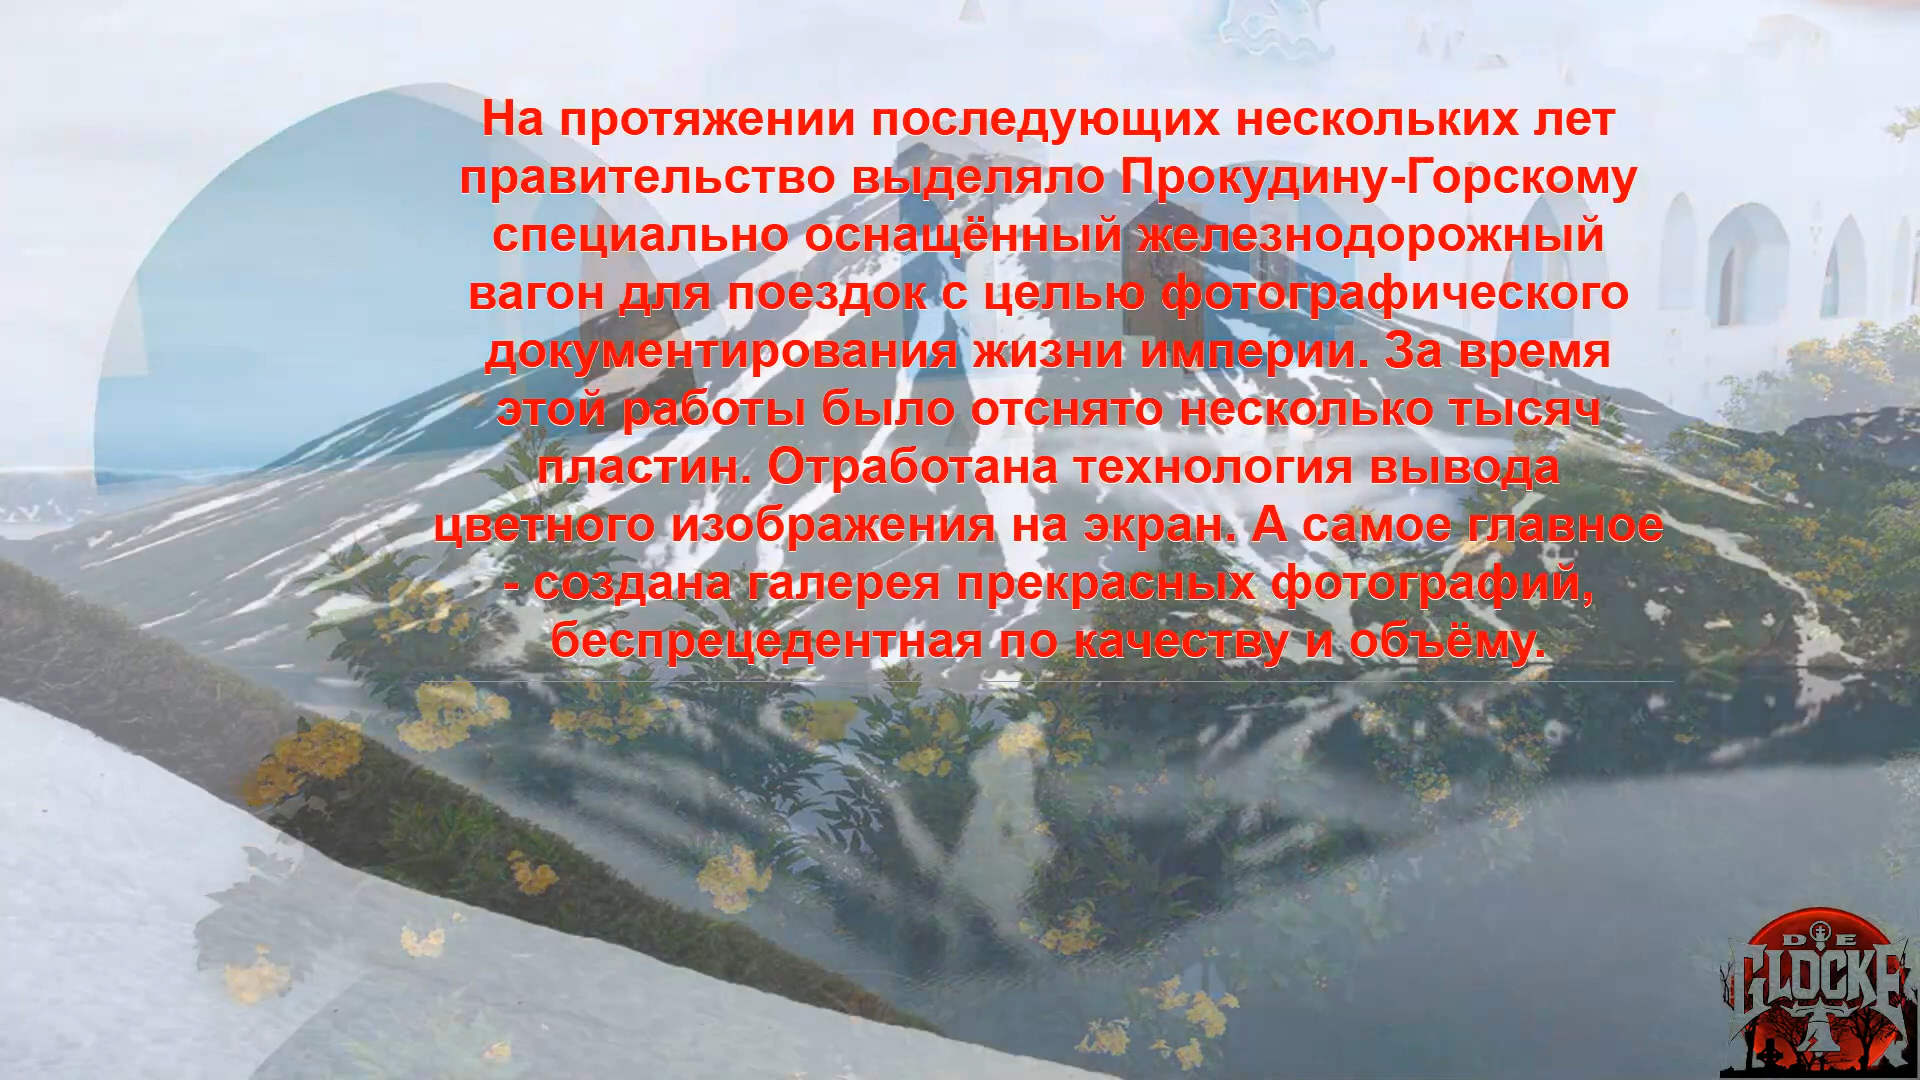 На протяжении последующих нескольких лет
правительство выделяло Прокудину-Горскому
специально оснащённый железнодорожный
вагон для поездок с целью фотографического
документирования жизни империи. За время
этой работы было отснято несколько тысяч
пластин. Отработана технология вывода
цветного изображения на экран. А самое главное
- создана галерея прекрасных фотографий,
беспрецедентная по качеству и объёму.
DIE
GLOCKE